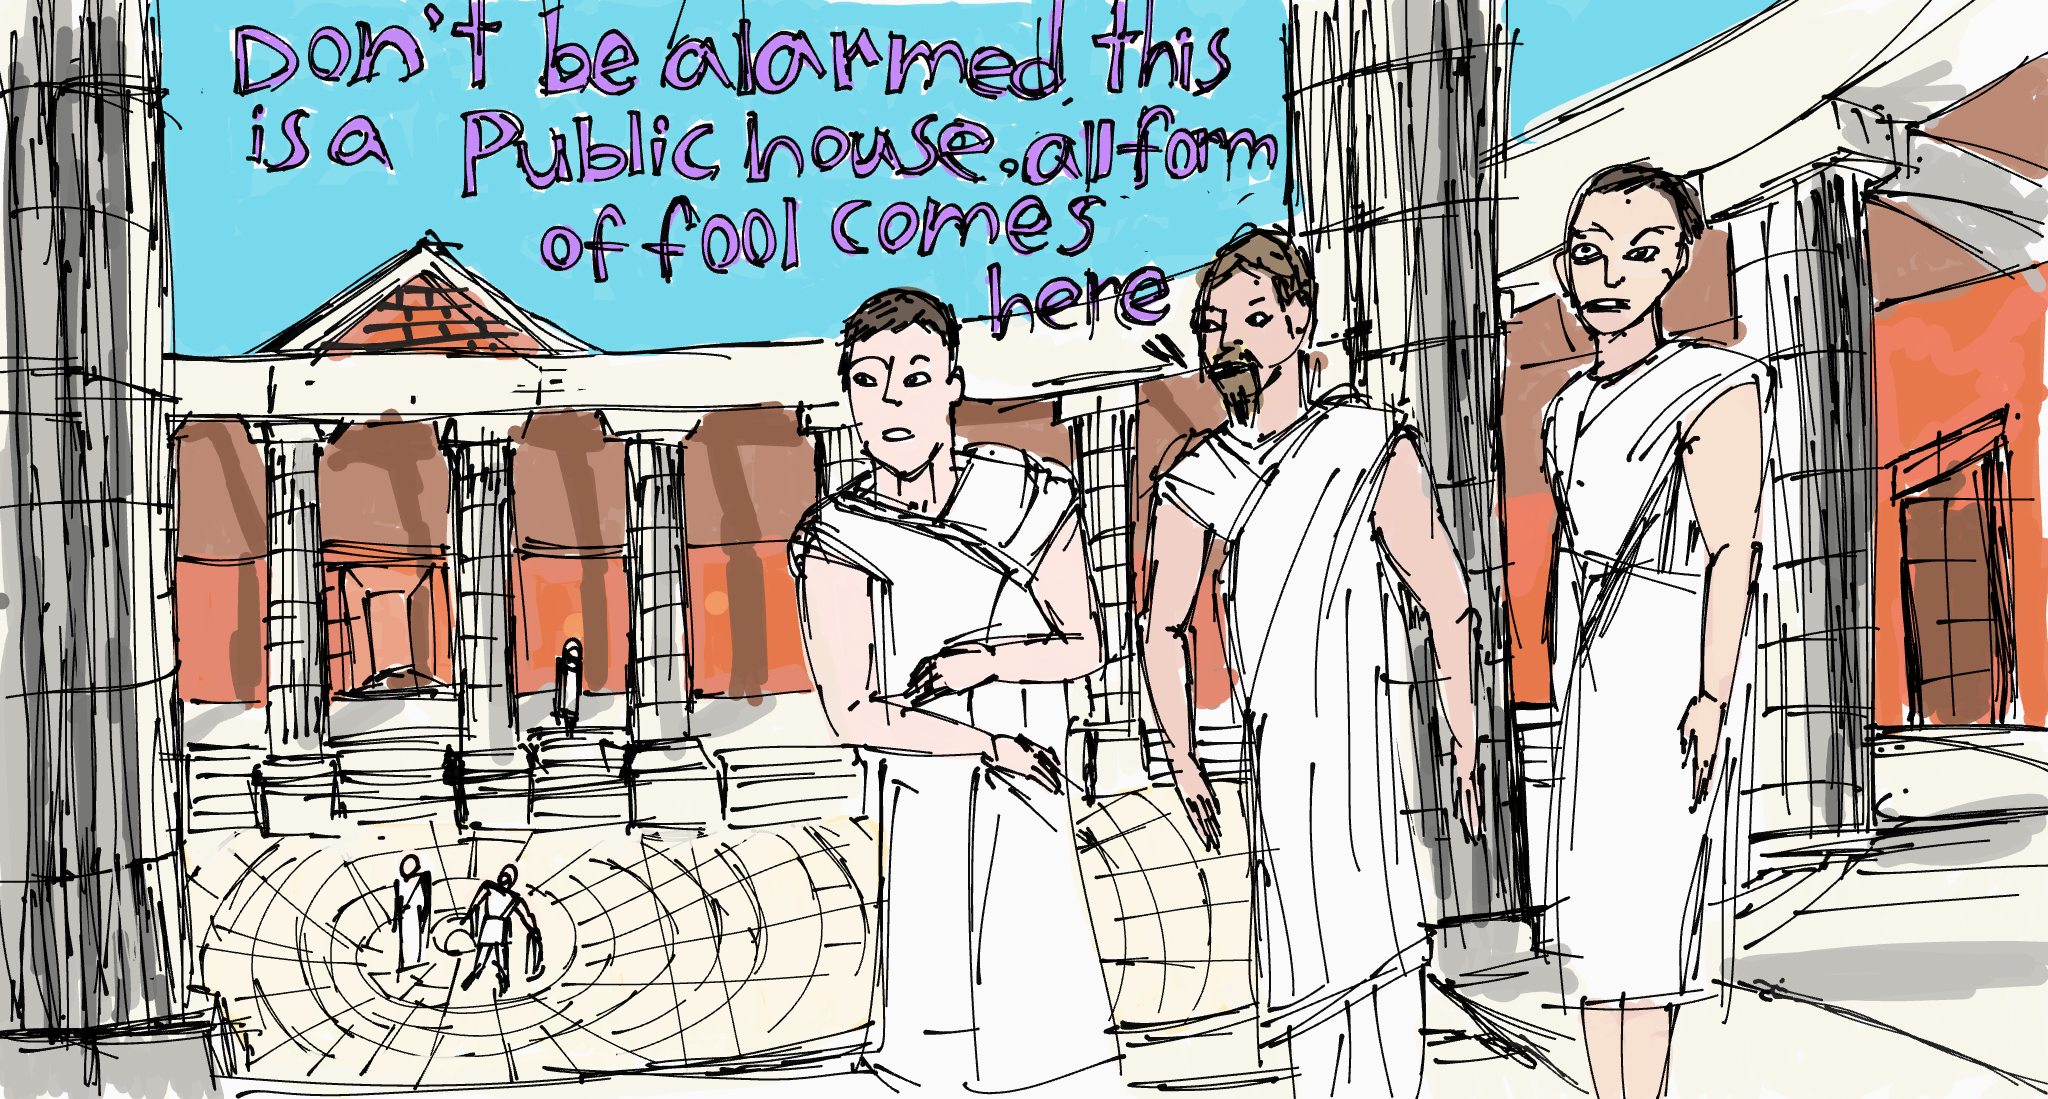 Don't be alarmed this
is a Public house. all form
of fool comes
here